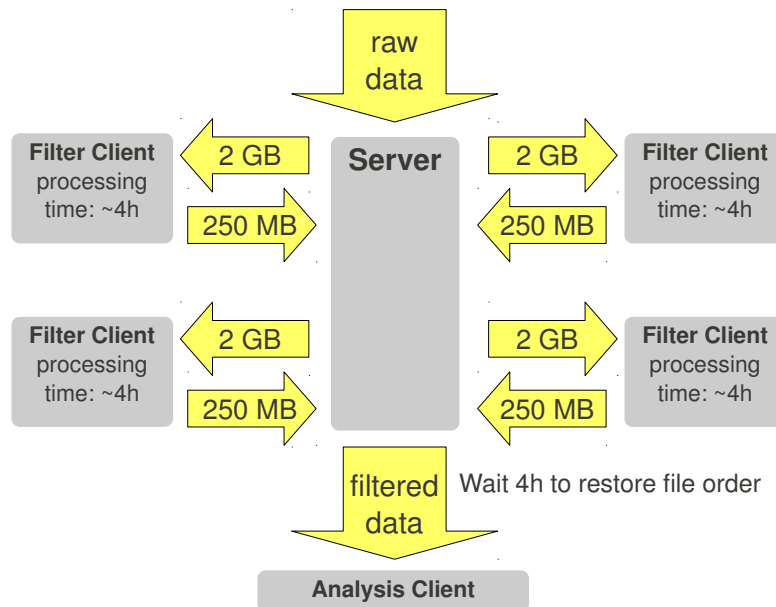 raw
data
Filter Client
processing
time: ~4h
2 GB
250 MB
Server
2 GB
250 MB
Filter Client
processing
time: ~4h
Filter Client
processing
time: ~4h
2 GB
250 MB
2 GB
250 MB
Filter Client
processing
time: ~4h
filtered
data
Wait 4h to restore file order
Analysis Client